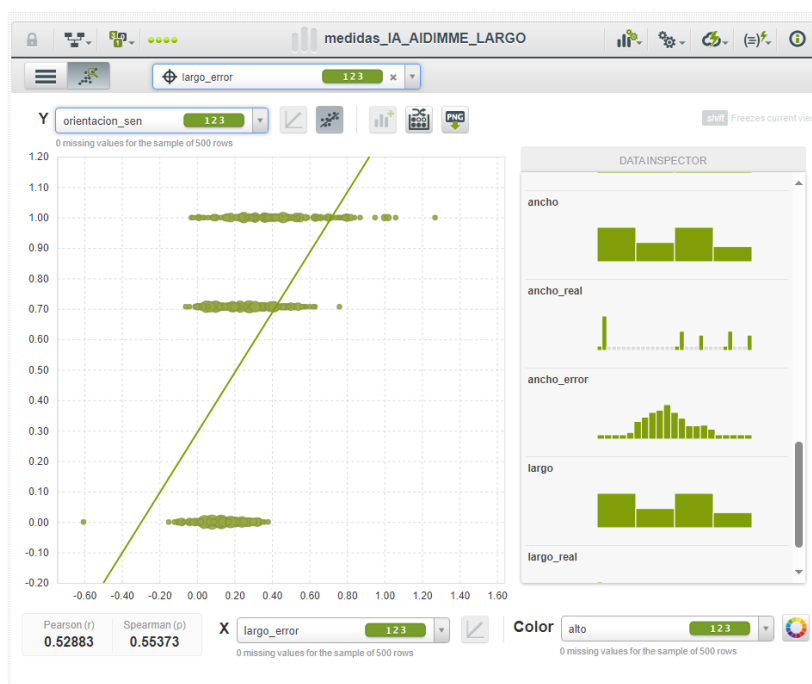 medidas_IA_AIDIMME_LARGO
largo_error 123 ×
Y orientacion_sen 123
PNG
shift Freezes current view
0 missing values for the sample of 500 rows
DATA INSPECTOR
1.20
1.10
1.00
0.90
0.80
0.70
0.60
0.50
0.40
0.30
0.20
0.10
0.00
-0.10
-0.20
-0.60 -0.40 -0.20 0.00 0.20 0.40 0.60 0.80 1.00 1.20 1.40 1.60
ancho
ancho_real
ancho_error
largo
largo_real
Pearson (r) Spearman (ρ)
0.52883 0.55373
X largo_error 123
0 missing values for the sample of 500 rows
Color alto 123
0 missing values for the sample of 500 rows